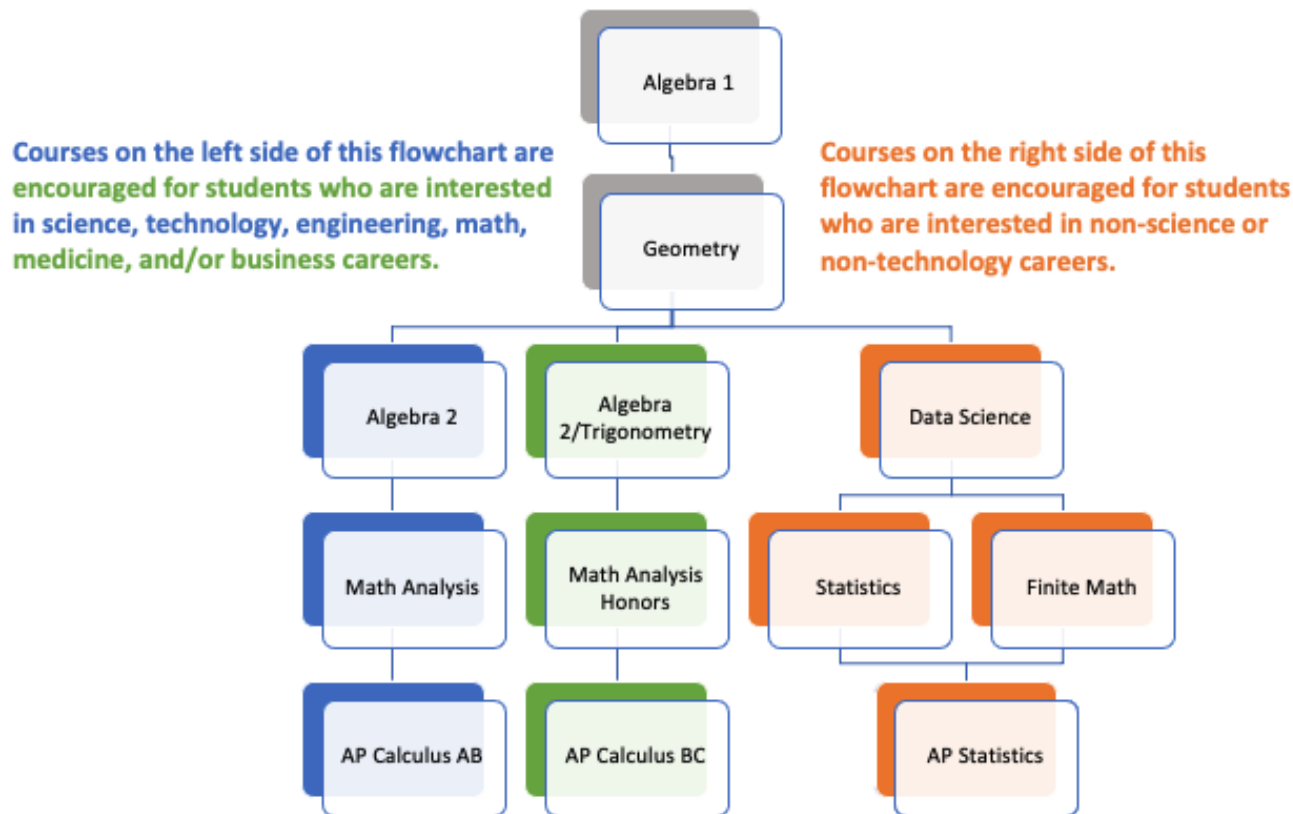 Algebra 1
Courses on the left side of this flowchart are
encouraged for students who are interested
in science, technology, engineering, math,
medicine, and/or business careers.
Courses on the right side of this
flowchart are encouraged for students
who are interested in non-science or
non-technology careers.
Geometry
Algebra 2
Algebra
2/Trigonometry
Data Science
Math Analysis
Math Analysis
Honors
Statistics
Finite Math
AP Calculus AB
AP Calculus BC
AP Statistics